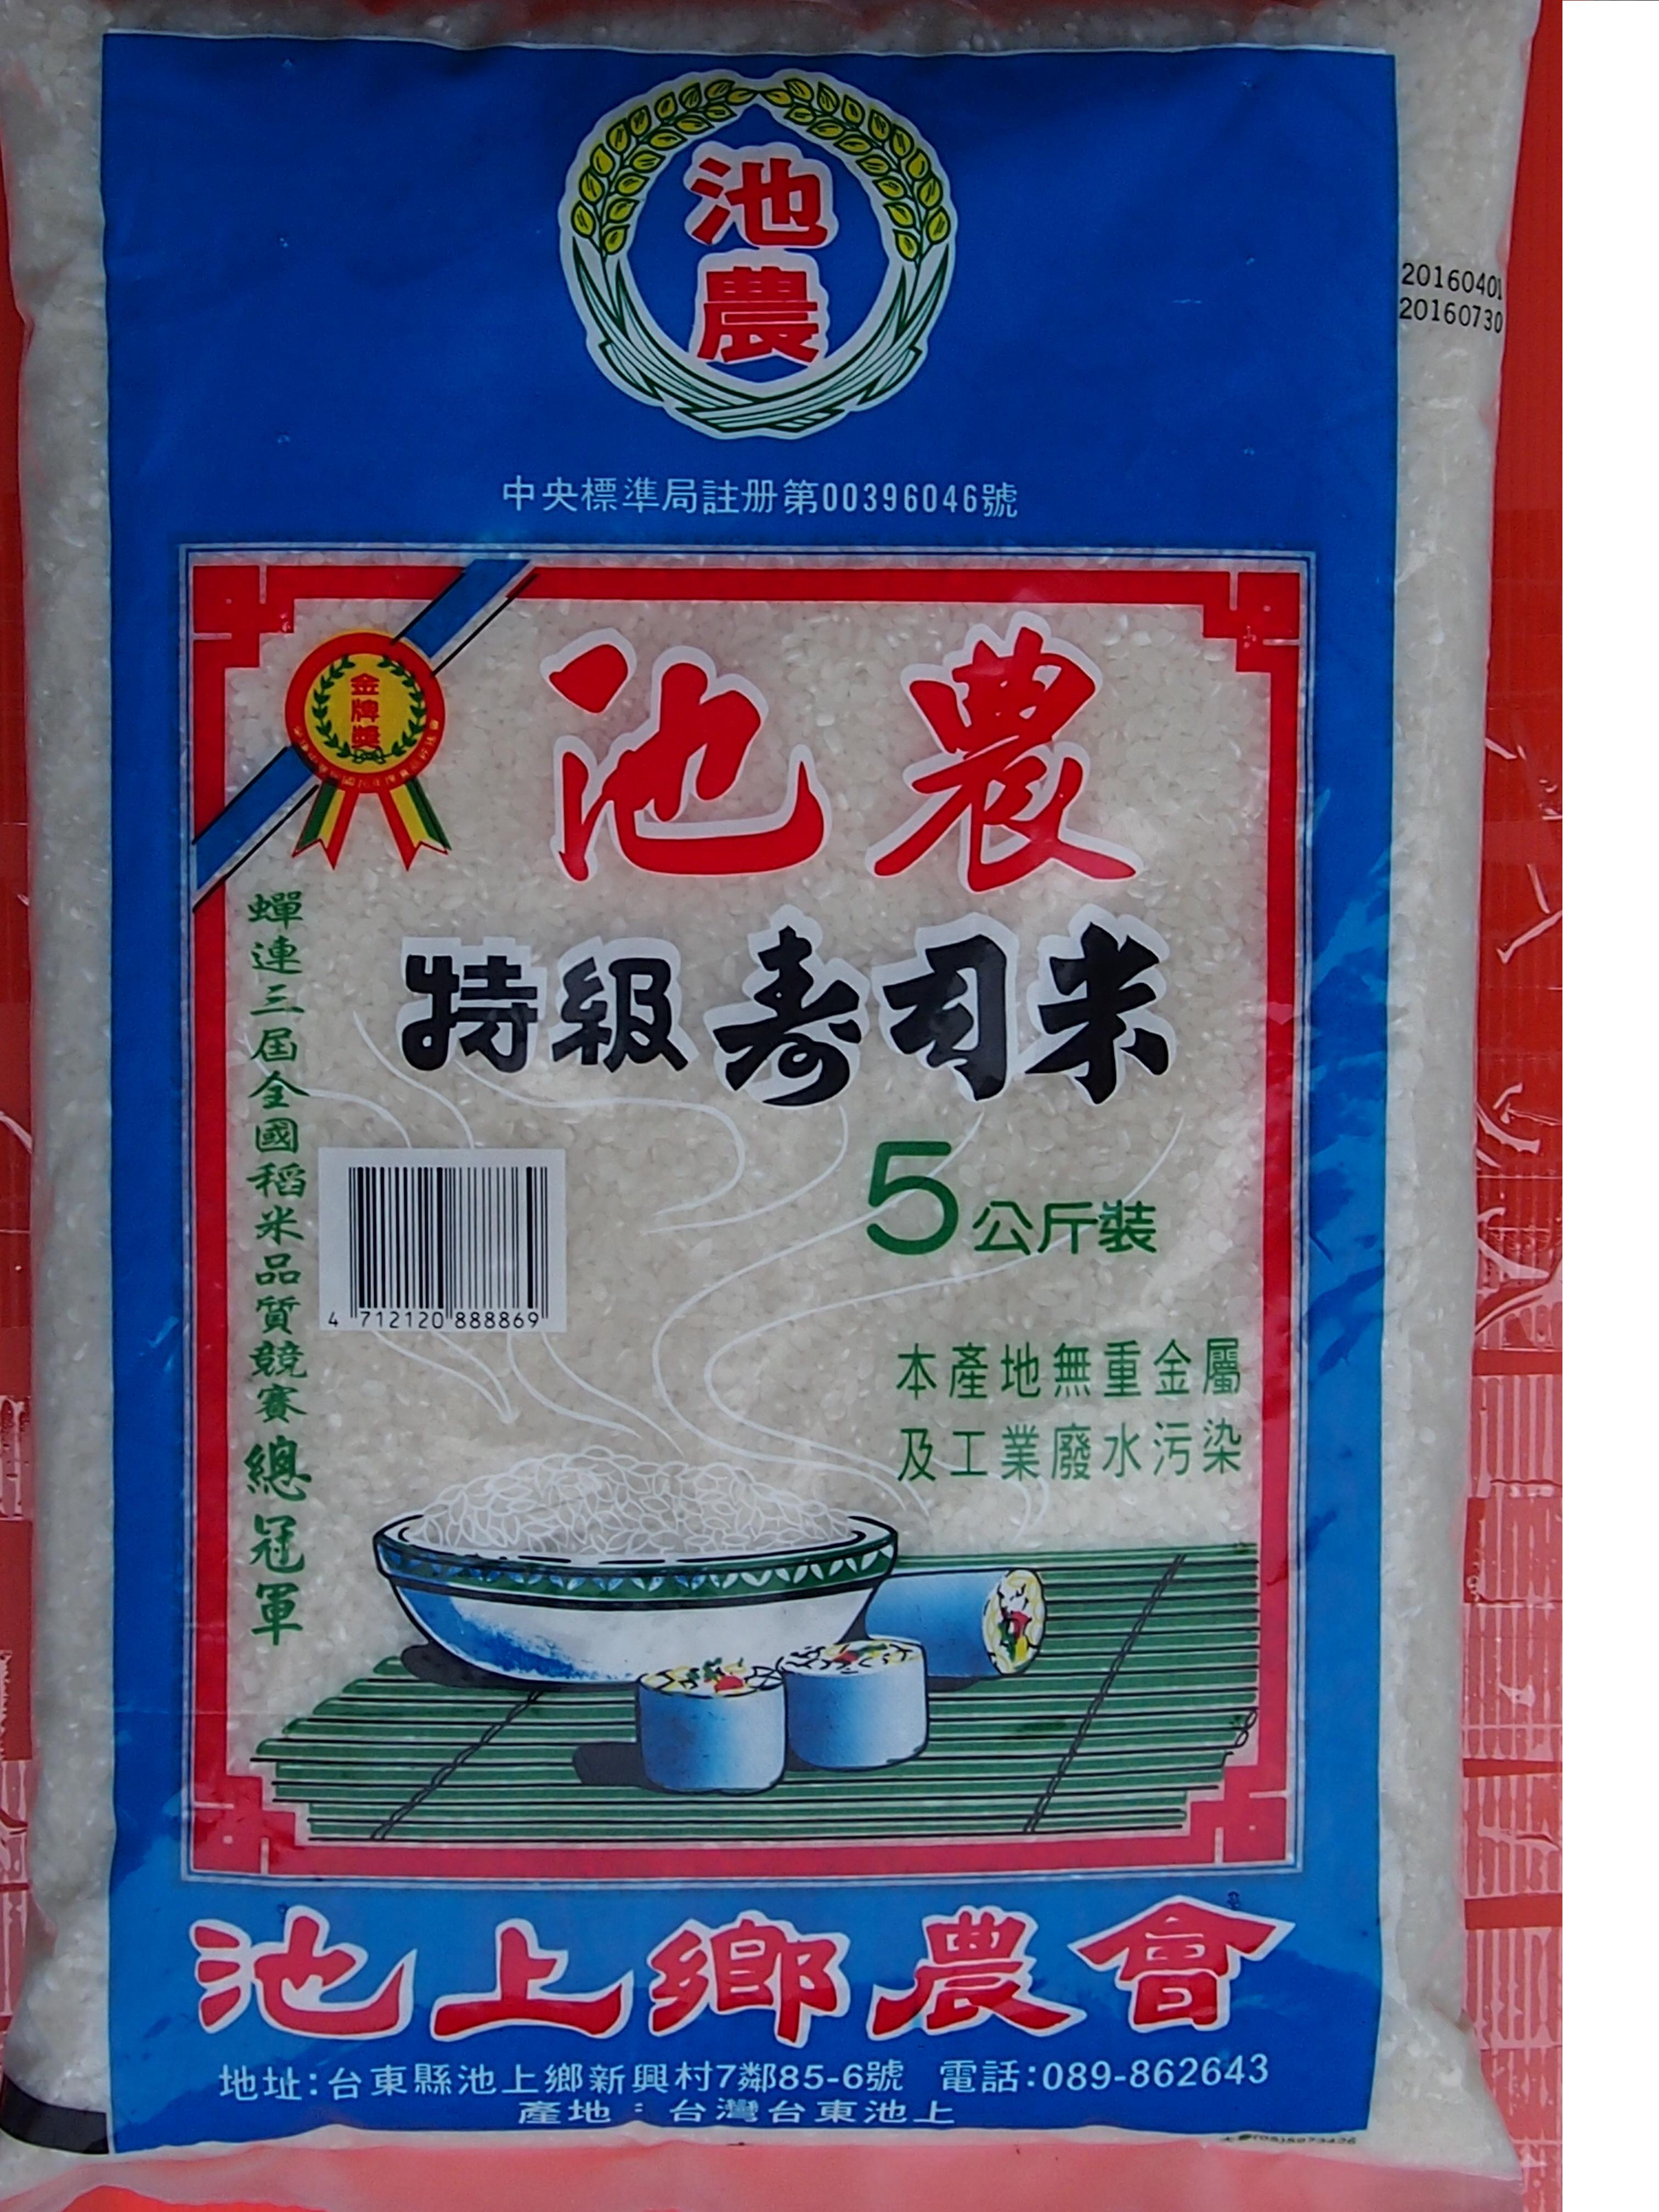 池
農
20160401
20160730
中央標準局註册第00396046號
金牌獎
池農
特級寿司米
蟬連三屆全國稻米品質競賽總冠軍
5公斤裝
4 712120 888869
本產地無重金屬
及工業廢水污染
池上鄉農會
地址:台東縣池上鄉新興村7鄰85-6號 電話:089-862643
產地:台灣台東池上